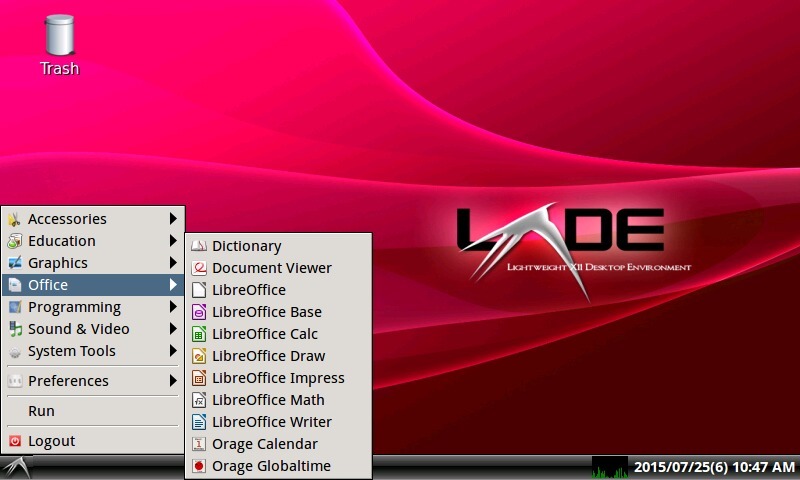 Trash
LXDE
Lightweight X11 Desktop Environment
Accessories
Education
Graphics
Office
Programming
Sound & Video
System Tools
Preferences
Run
Logout
Dictionary
Document Viewer
LibreOffice
LibreOffice Base
LibreOffice Calc
LibreOffice Draw
LibreOffice Impress
LibreOffice Math
LibreOffice Writer
Orage Calendar
Orage Globaltime
2015/07/25(6) 10:47 AM